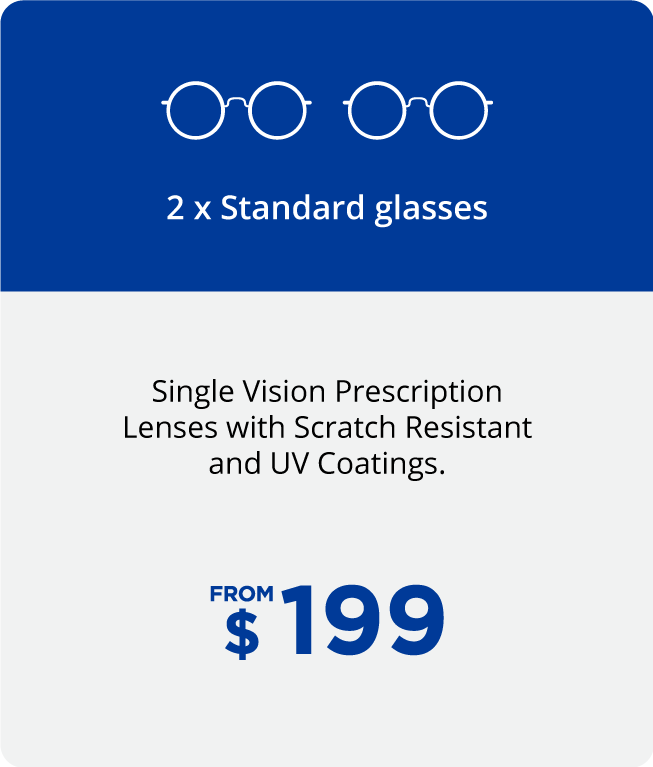 2 x Standard glasses
Single Vision Prescription
Lenses with Scratch Resistant
and UV Coatings.
FROM
$199